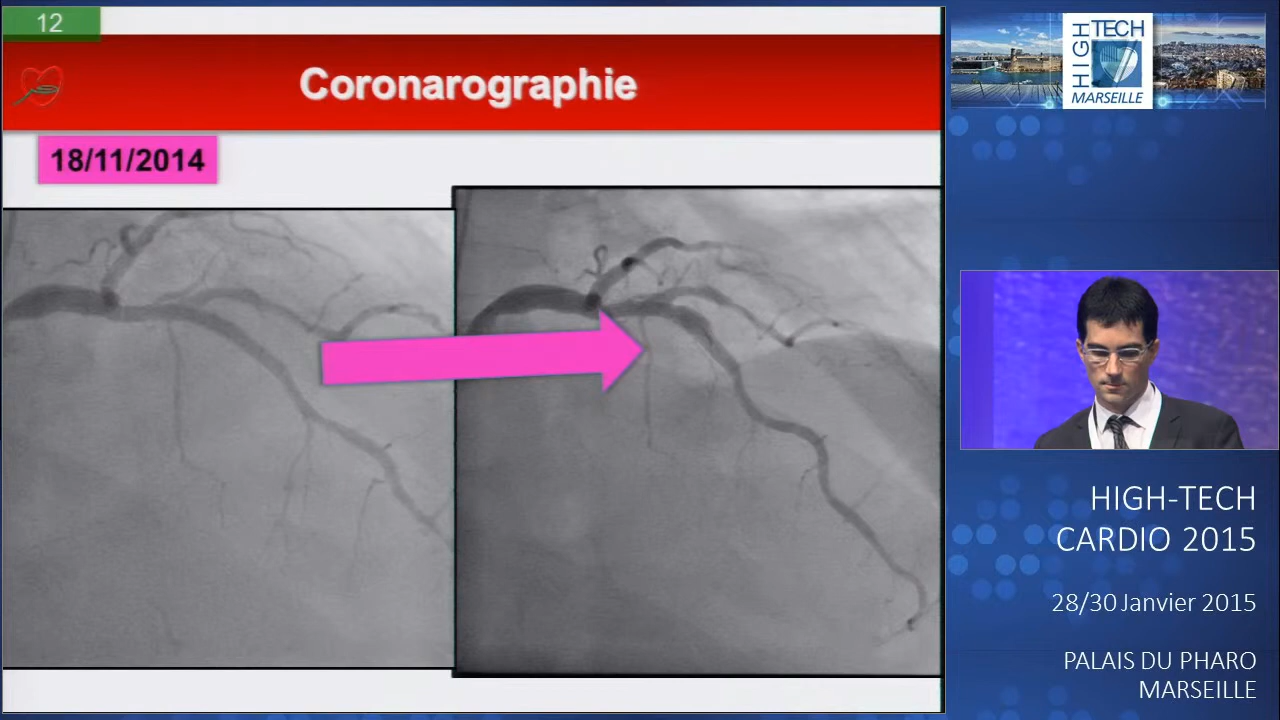 12
Coronarographie
18/11/2014
HIGH
TECH
MARSEILLE
HIGH-TECH
CARDIO 2015
28/30 Janvier 2015
PALAIS DU PHARO
MARSEILLE